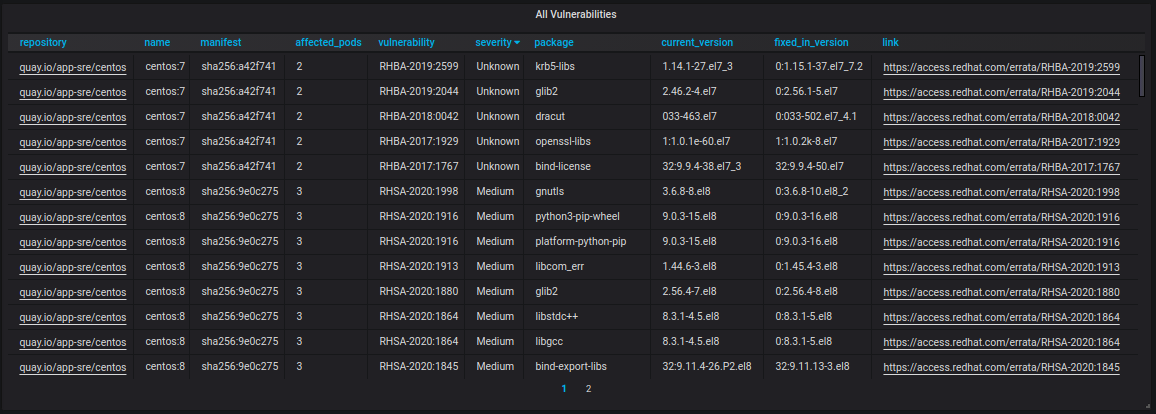 All Vulnerabilities
repository name manifest affected_pods vulnerability severity package current_version fixed_in_version link
quay.io/app-sre/centos centos:7 sha256:a42f741 2 RHBA-2019:2599 Unknown krb5-libs 1.14.1-27.el7_3 0:1.15.1-37.el7_7.2 https://access.redhat.com/errata/RHBA-2019:2599
quay.io/app-sre/centos centos:7 sha256:a42f741 2 RHBA-2019:2044 Unknown glib2 2.46.2-4.el7 0:2.56.1-5.el7 https://access.redhat.com/errata/RHBA-2019:2044
quay.io/app-sre/centos centos:7 sha256:a42f741 2 RHBA-2018:0042 Unknown dracut 033-463.el7 0:033-502.el7_4.1 https://access.redhat.com/errata/RHBA-2018:0042
quay.io/app-sre/centos centos:7 sha256:a42f741 2 RHBA-2017:1929 Unknown openssl-libs 1:1.0.1e-60.el7 1:1.0.2k-8.el7 https://access.redhat.com/errata/RHBA-2017:1929
quay.io/app-sre/centos centos:7 sha256:a42f741 2 RHBA-2017:1767 Unknown bind-license 32:9.9.4-38.el7_3 32:9.9.4-50.el7 https://access.redhat.com/errata/RHBA-2017:1767
quay.io/app-sre/centos centos:8 sha256:9e0c275 3 RHSA-2020:1998 Medium gnutls 3.6.8-8.el8 0:3.6.8-10.el8_2 https://access.redhat.com/errata/RHSA-2020:1998
quay.io/app-sre/centos centos:8 sha256:9e0c275 3 RHSA-2020:1916 Medium python3-pip-wheel 9.0.3-15.el8 0:9.0.3-16.el8 https://access.redhat.com/errata/RHSA-2020:1916
quay.io/app-sre/centos centos:8 sha256:9e0c275 3 RHSA-2020:1916 Medium platform-python-pip 9.0.3-15.el8 0:9.0.3-16.el8 https://access.redhat.com/errata/RHSA-2020:1916
quay.io/app-sre/centos centos:8 sha256:9e0c275 3 RHSA-2020:1913 Medium libcom_err 1.44.6-3.el8 0:1.45.4-3.el8 https://access.redhat.com/errata/RHSA-2020:1913
quay.io/app-sre/centos centos:8 sha256:9e0c275 3 RHSA-2020:1880 Medium glib2 2.56.4-7.el8 0:2.56.4-8.el8 https://access.redhat.com/errata/RHSA-2020:1880
quay.io/app-sre/centos centos:8 sha256:9e0c275 3 RHSA-2020:1864 Medium libstdc++ 8.3.1-4.5.el8 0:8.3.1-5.el8 https://access.redhat.com/errata/RHSA-2020:1864
quay.io/app-sre/centos centos:8 sha256:9e0c275 3 RHSA-2020:1864 Medium libgcc 8.3.1-4.5.el8 0:8.3.1-5.el8 https://access.redhat.com/errata/RHSA-2020:1864
quay.io/app-sre/centos centos:8 sha256:9e0c275 3 RHSA-2020:1845 Medium bind-export-libs 32:9.11.4-26.P2.el8 32:9.11.13-3.el8 https://access.redhat.com/errata/RHSA-2020:1845
1 2